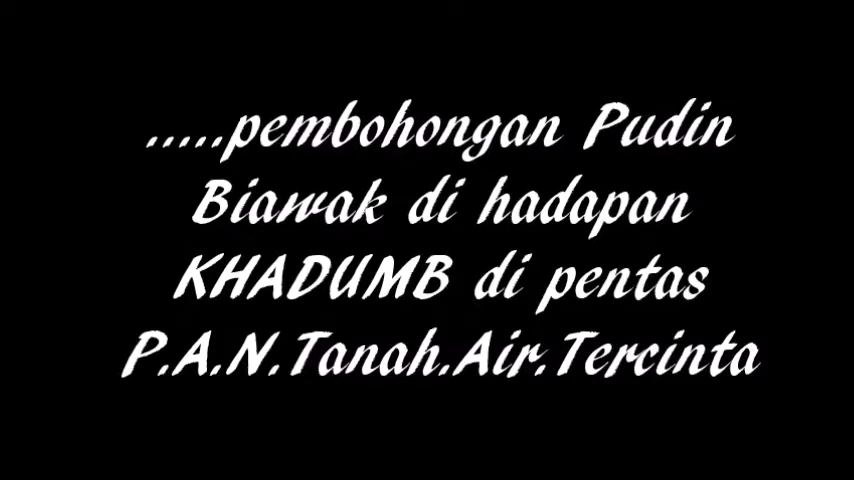 .....pembohongan Pudin
Biawak di hadapan
KHADUMB di pentas
P.A.N.Tanah.Air.Tercinta